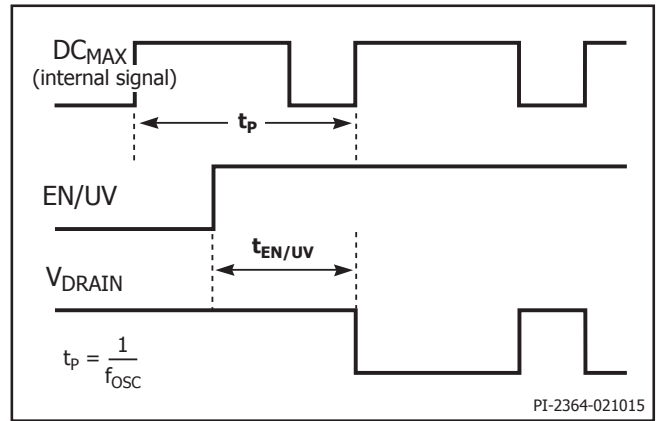 DCMAX
(internal signal)
tP
EN/UV
tEN/UV
VDRAIN
tP = 1
fOSC
PI-2364-021015